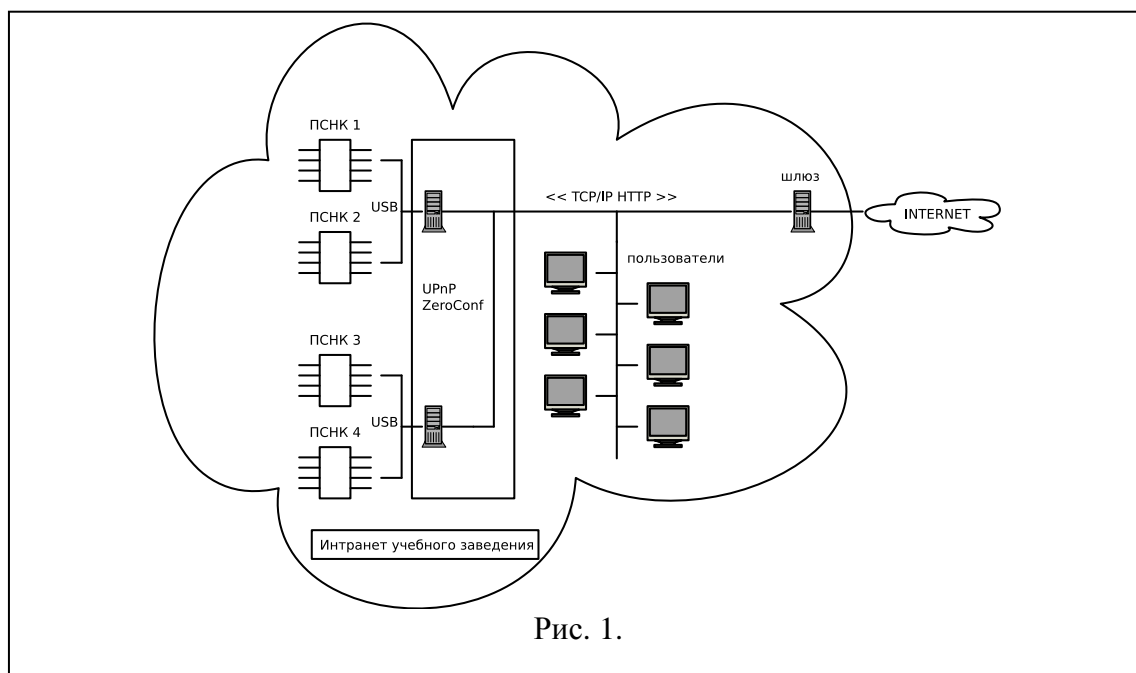 ПСНК 1
ПСНК 2
USB
UPnP
ZeroConf
ПСНК 3
ПСНК 4
USB
<< TCP/IP HTTP >>
шлюз
INTERNET
пользователи
Интранет учебного заведения
Рис. 1.